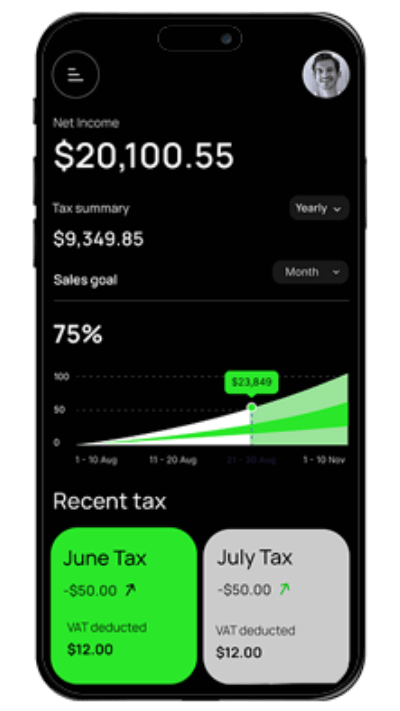 Net Income
$20,100.55
Tax summary
Yearly
$9,349.85
Sales goal
Month
75%
$23,849
100
50
0
1 - 10 Aug
11 - 20 Aug
21 - 30 Aug
1 - 10 Nov
Recent tax
June Tax
-$50.00
VAT deducted
$12.00
July Tax
-$50.00
VAT deducted
$12.00